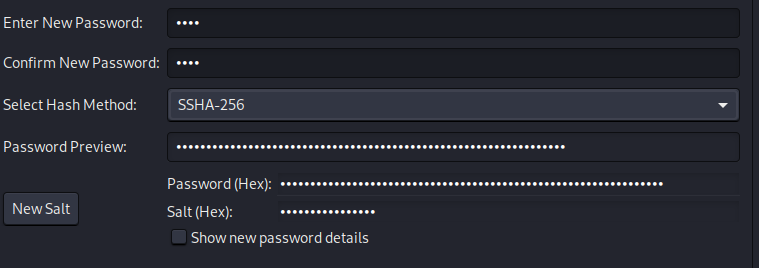 Enter New Password: ••••
Confirm New Password: ••••
Select Hash Method: SSHA-256
Password Preview: •••••••••••••••••••••••••••••••••••••••••••••••••••••••••••••••••
Password (Hex): ••••••••••••••••••••••••••••••••••••••••••••••••••••••••••••••••
New Salt
Salt (Hex): ••••••••••••••••
Show new password details